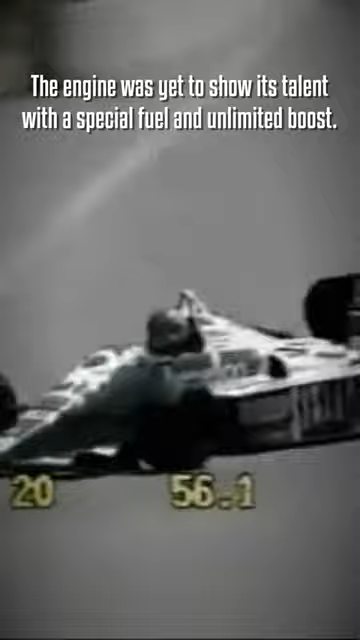 The engine was yet to show its talent
with a special fuel and unlimited boost.
20 56.1